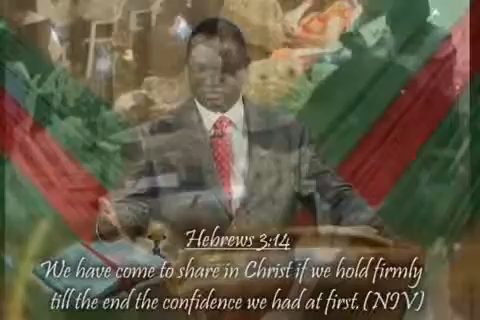 Hebrews 3:14
We have come to share in Christ if we hold firmly
till the end the confidence we had at first. (NIV)